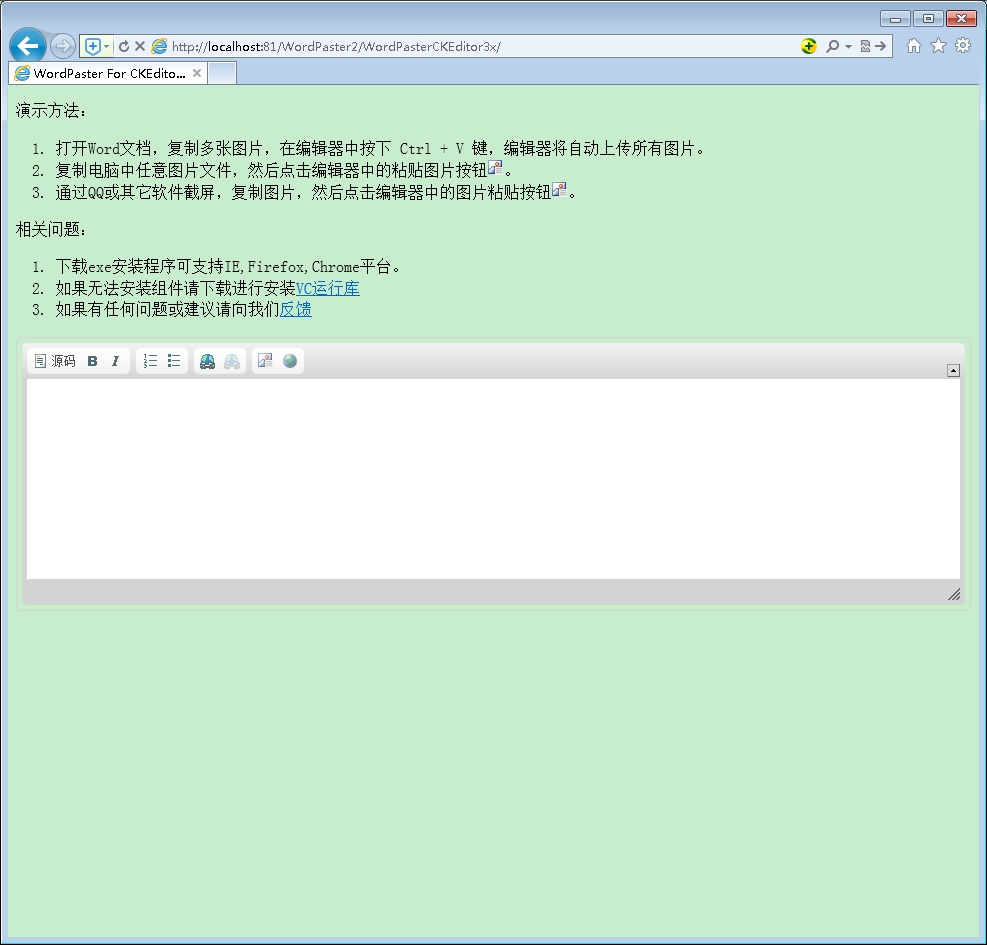 http://localhost:81/WordPaster2/WordPasterCKEditor3x/
WordPaster For CKEdito...
演示方法：
1. 打开Word文档，复制多张图片，在编辑器中按下 Ctrl + V 键，编辑器将自动上传所有图片。
2. 复制电脑中任意图片文件，然后点击编辑器中的粘贴图片按钮。
3. 通过QQ或其它软件截屏，复制图片，然后点击编辑器中的图片粘贴按钮。
相关问题：
1. 下载exe安装程序可支持IE,Firefox,Chrome平台。
2. 如果无法安装组件请下载进行安装VC运行库
3. 如果有任何问题或建议请向我们反馈
源码 B I